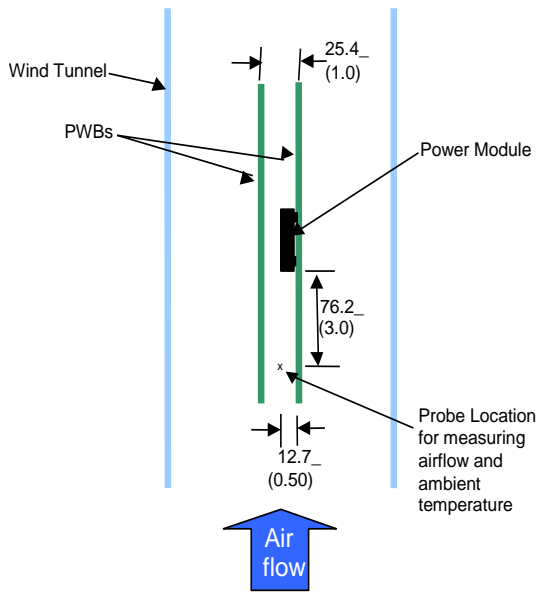 25.4_
(1.0)
Wind Tunnel
PWBs
Power Module
76.2_
(3.0)
x
Probe Location
for measuring
airflow and
ambient
temperature
12.7_
(0.50)
Air
flow